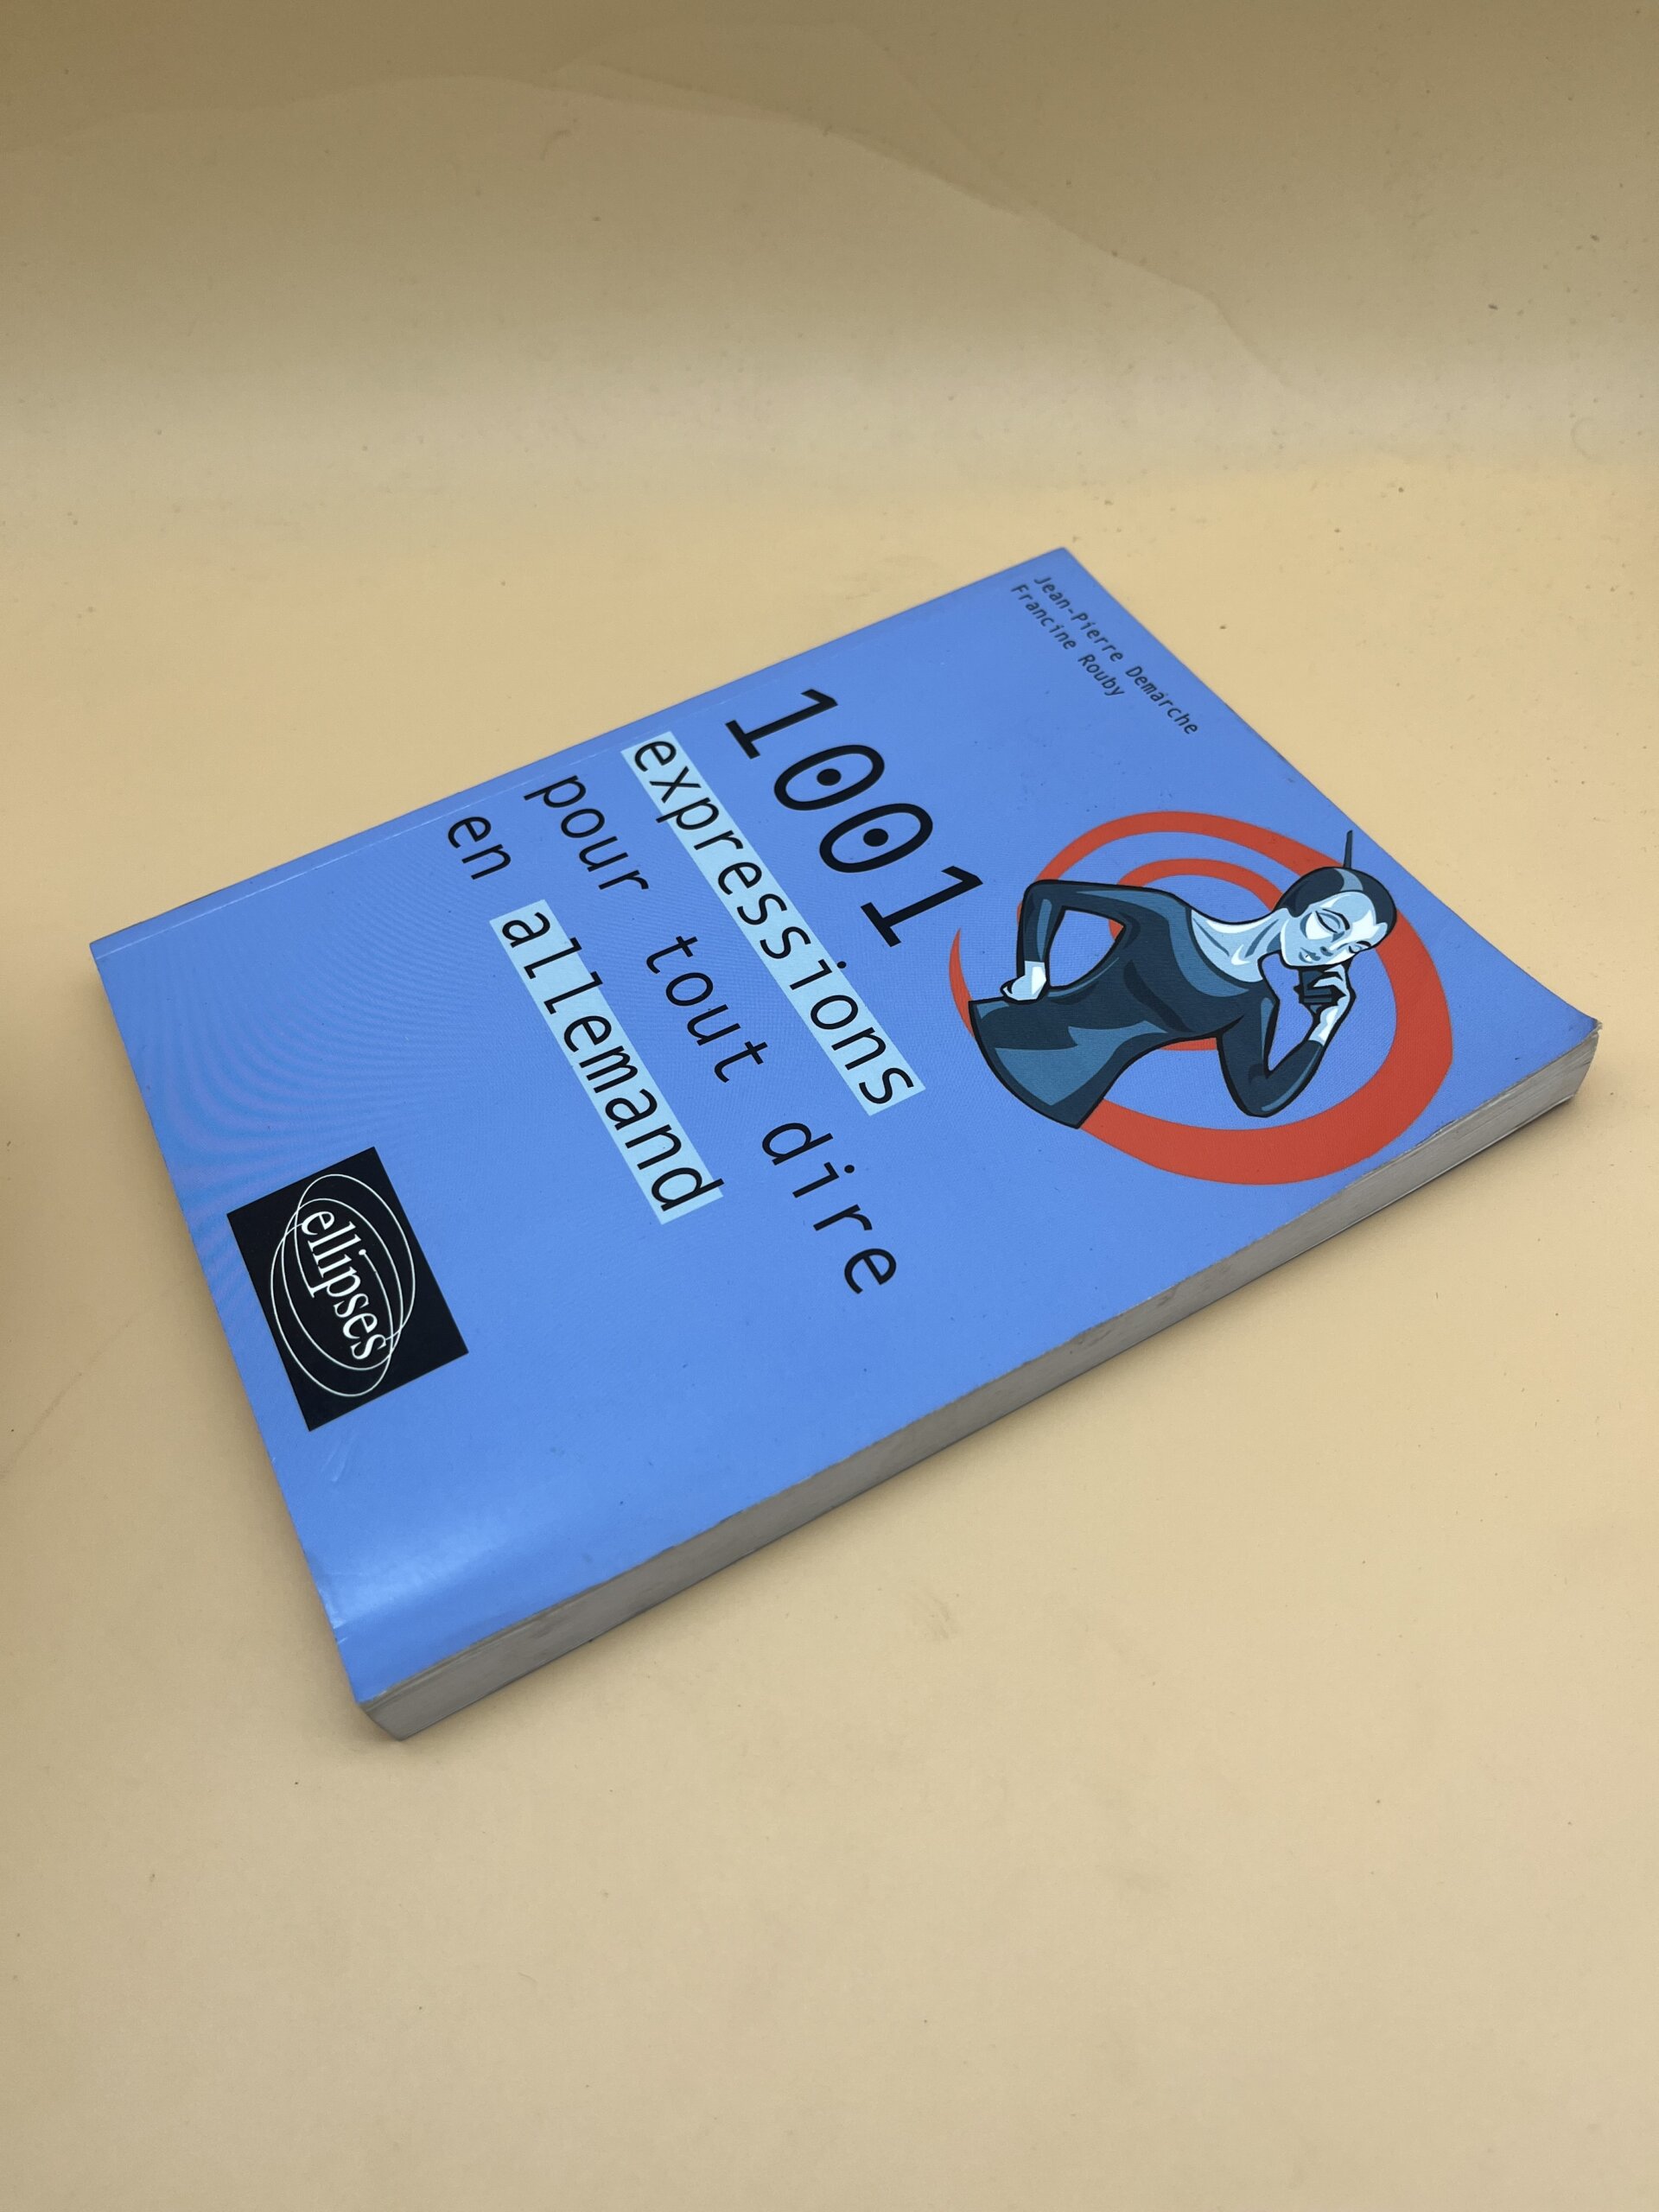 Jean-Pierre Demarche
Francine Rouby
1001
expressions
pour tout dire
en allemand
ellipses